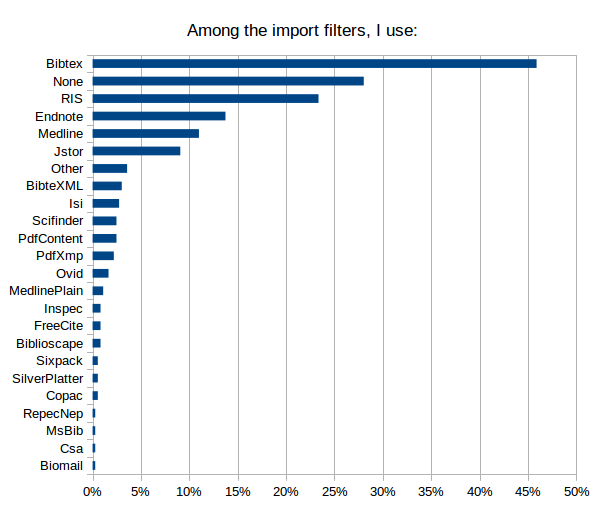 Among the import filters, I use:
Bibtex
None
RIS
Endnote
Medline
Jstor
Other
BibteXML
Isi
Scifinder
PdfContent
PdfXmp
Ovid
MedlinePlain
Inspec
FreeCite
Biblioscape
Sixpack
SilverPlatter
Copac
RepecNep
MsBib
Csa
Biomail
0% 5% 10% 15% 20% 25% 30% 35% 40% 45% 50%